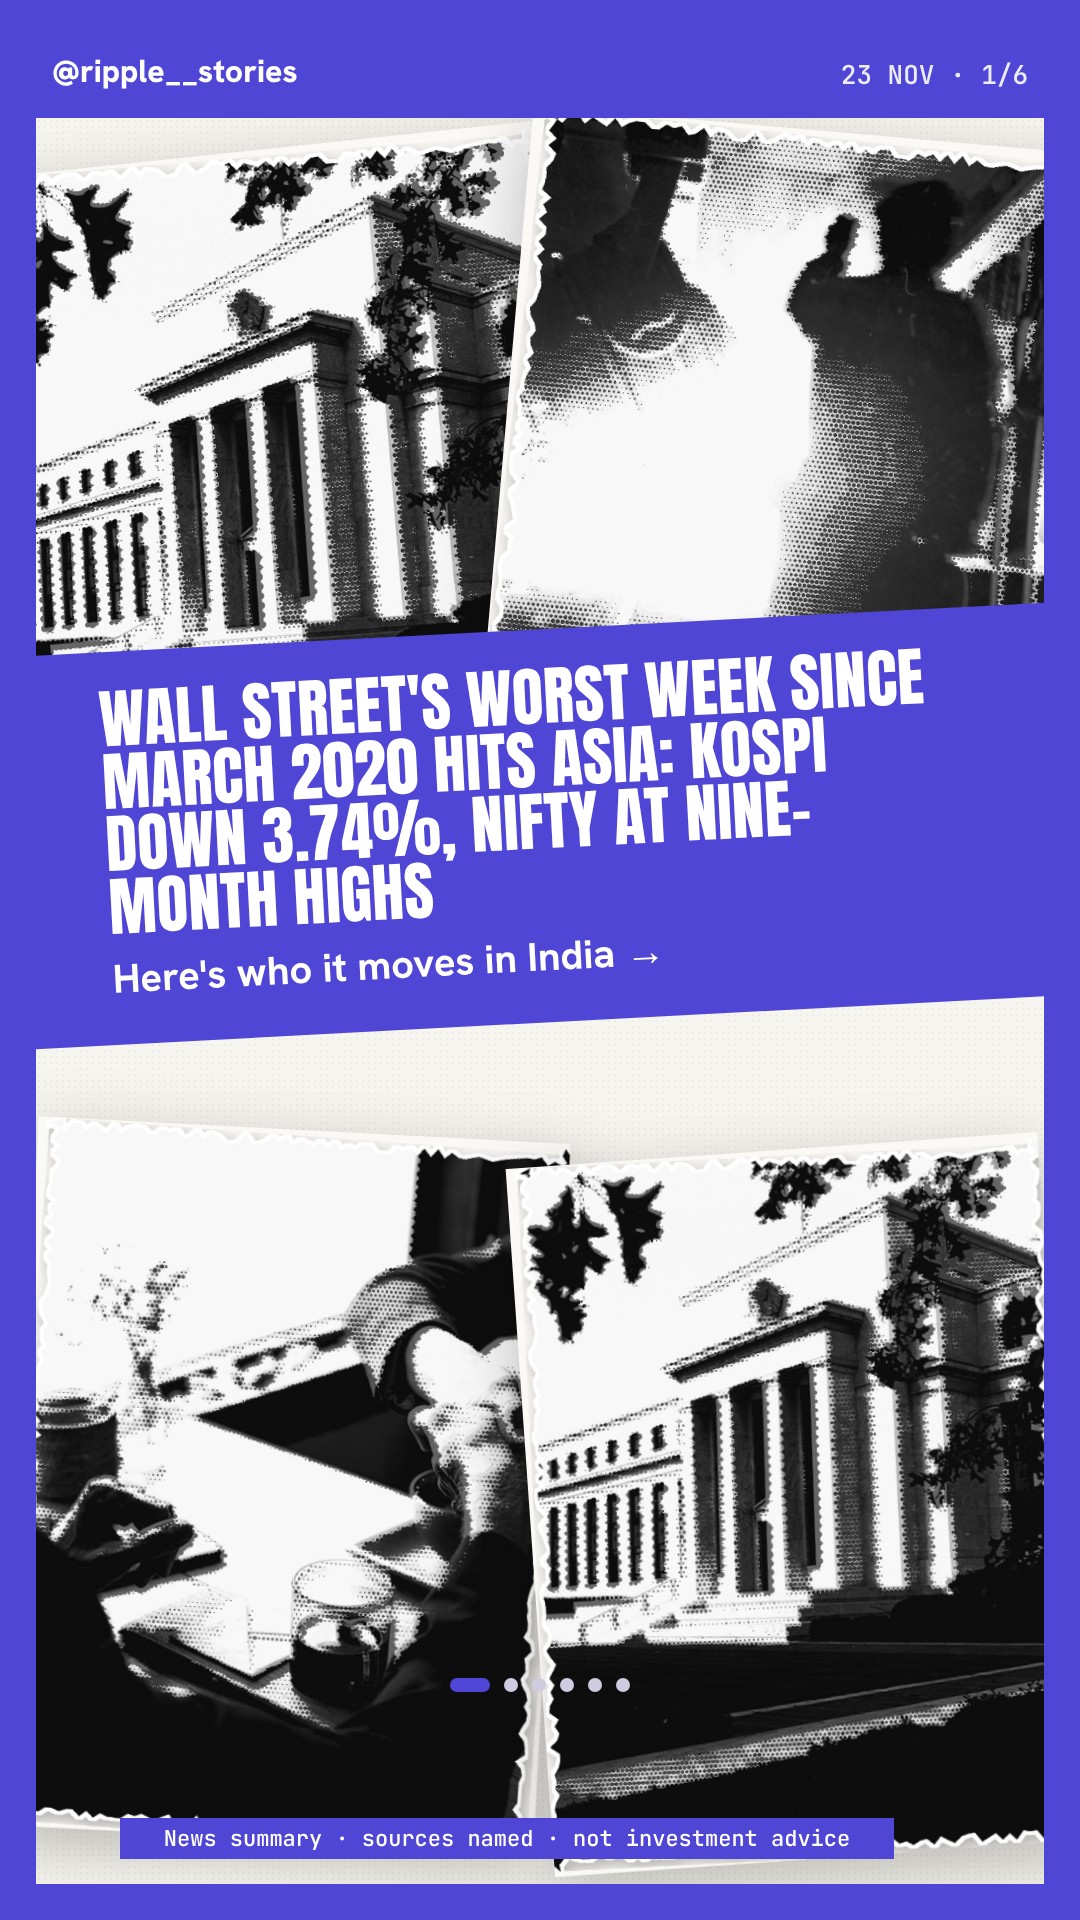 @ripple__stories
23 NOV · 1/6
WALL STREET'S WORST WEEK SINCE
MARCH 2020 HITS ASIA: KOSPI
DOWN 3.74%, NIFTY AT NINE-
MONTH HIGHS
Here's who it moves in India →
News summary · sources named · not investment advice